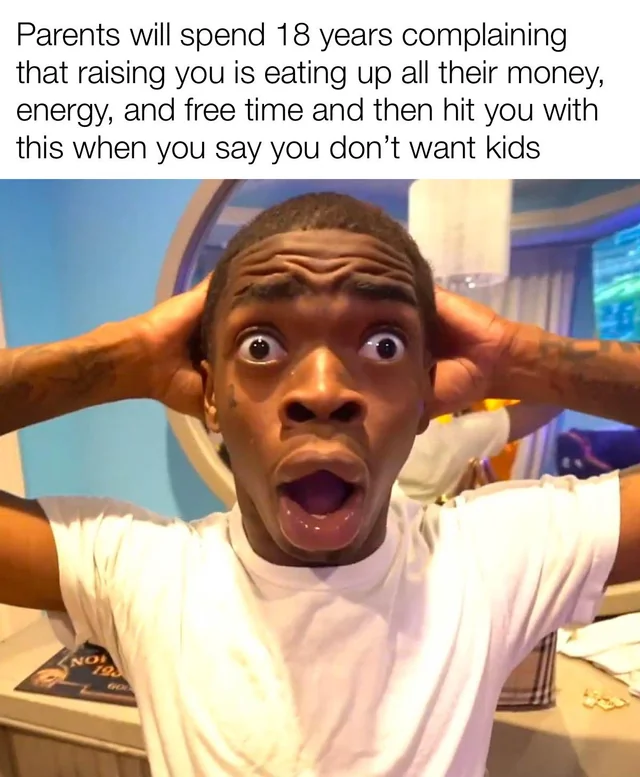 Parents will spend 18 years complaining
that raising you is eating up all their money,
energy, and free time and then hit you with
this when you say you don’t want kids